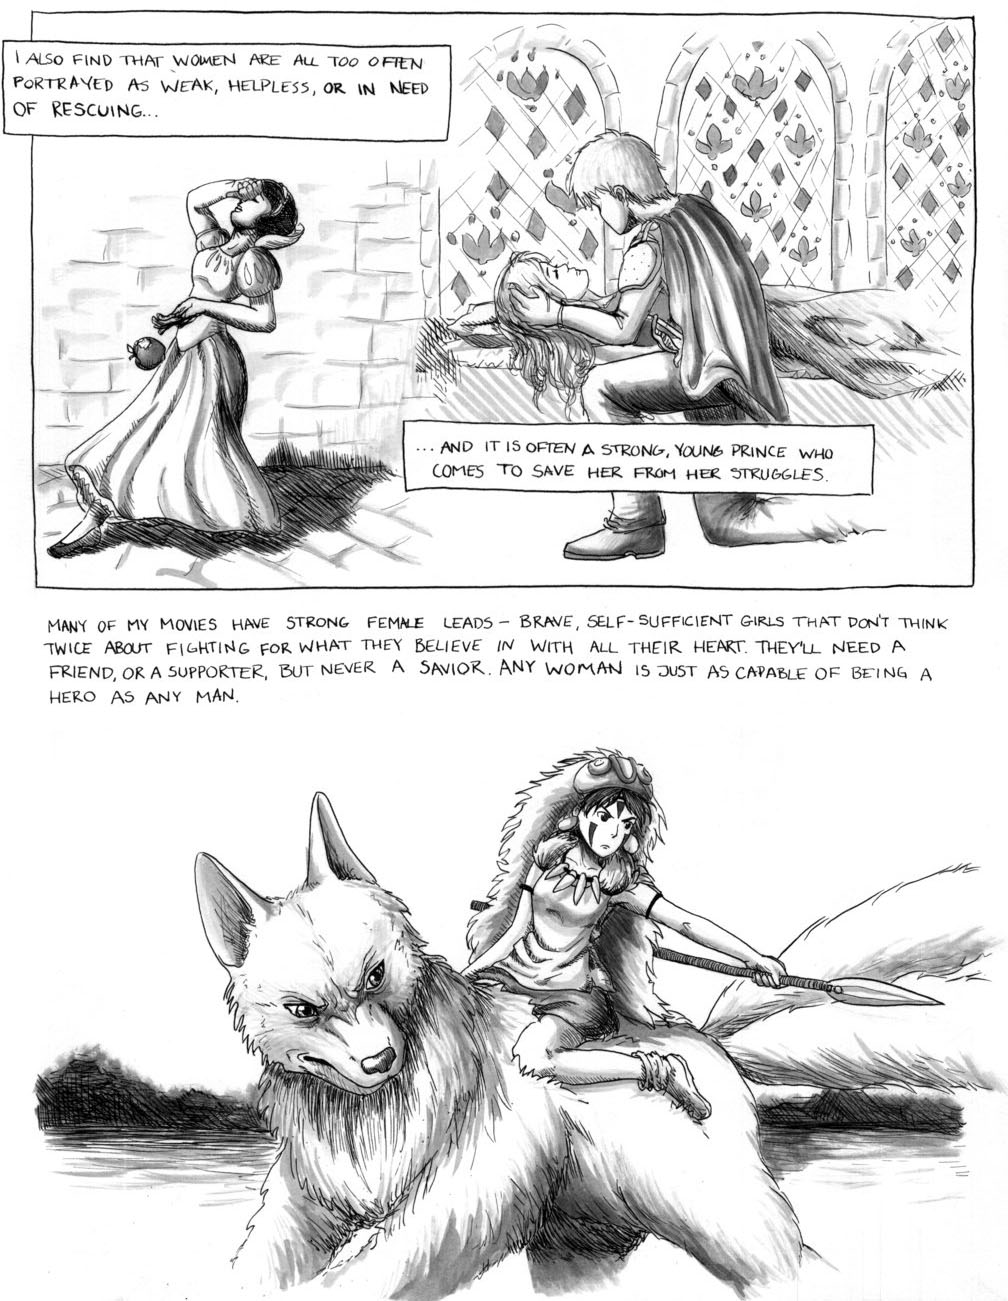 I ALSO FIND THAT WOMEN ARE ALL TOO OFTEN
PORTRAYED AS WEAK, HELPLESS, OR IN NEED
OF RESCUING...
...AND IT IS OFTEN A STRONG, YOUNG PRINCE WHO
COMES TO SAVE HER FROM HER STRUGGLES.
MANY OF MY MOVIES HAVE STRONG FEMALE LEADS - BRAVE, SELF-SUFFICIENT GIRLS THAT DON'T THINK
TWICE ABOUT FIGHTING FOR WHAT THEY BELIEVE IN WITH ALL THEIR HEART. THEY'LL NEED A
FRIEND, OR A SUPPORTER, BUT NEVER A SAVIOR. ANY WOMAN IS JUST AS CAPABLE OF BEING A
HERO AS ANY MAN.